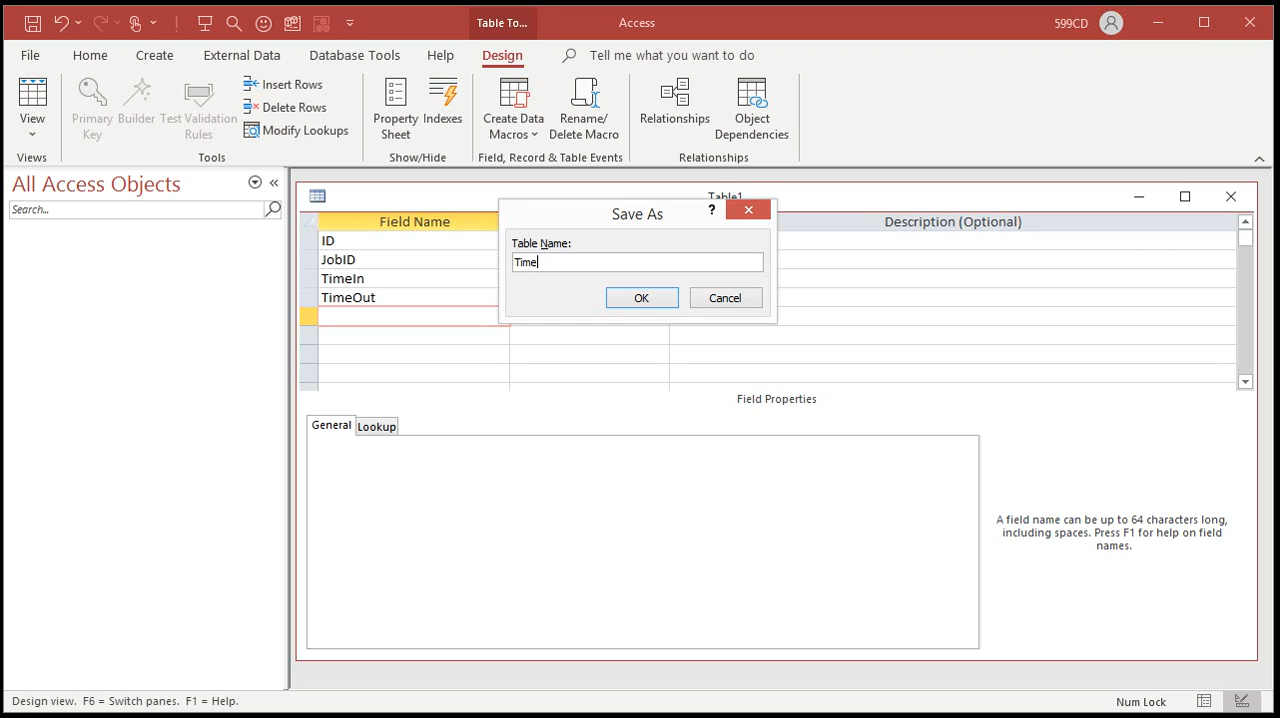 Table To... Access 599CD
File Home Create External Data Database Tools Help Design Tell me what you want to do
View
Primary Key
Builder
Test Validation Rules
Insert Rows
Delete Rows
Modify Lookups
Property Sheet
Indexes
Create Data Macros
Rename/ Delete Macro
Relationships
Object Dependencies
Views Tools Show/Hide Field, Record & Table Events Relationships
All Access Objects
Search...
Table1
Field Name Description (Optional)
ID
JobID
TimeIn
TimeOut
Save As ?
Table Name:
Time
OK Cancel
Field Properties
General Lookup
A field name can be up to 64 characters long,
including spaces. Press F1 for help on field
names.
Design view. F6 = Switch panes. F1 = Help. Num Lock